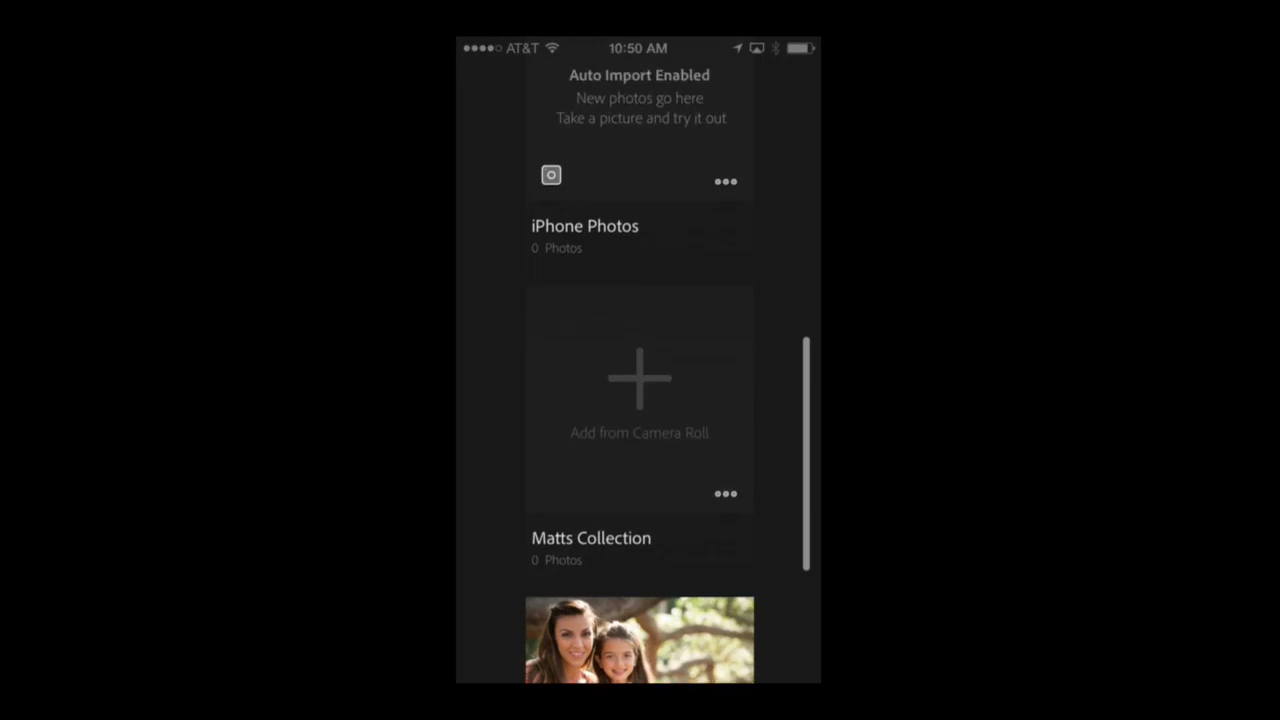 AT&T 10:50 AM
Auto Import Enabled
New photos go here
Take a picture and try it out
iPhone Photos
0 Photos
Add from Camera Roll
Matts Collection
0 Photos